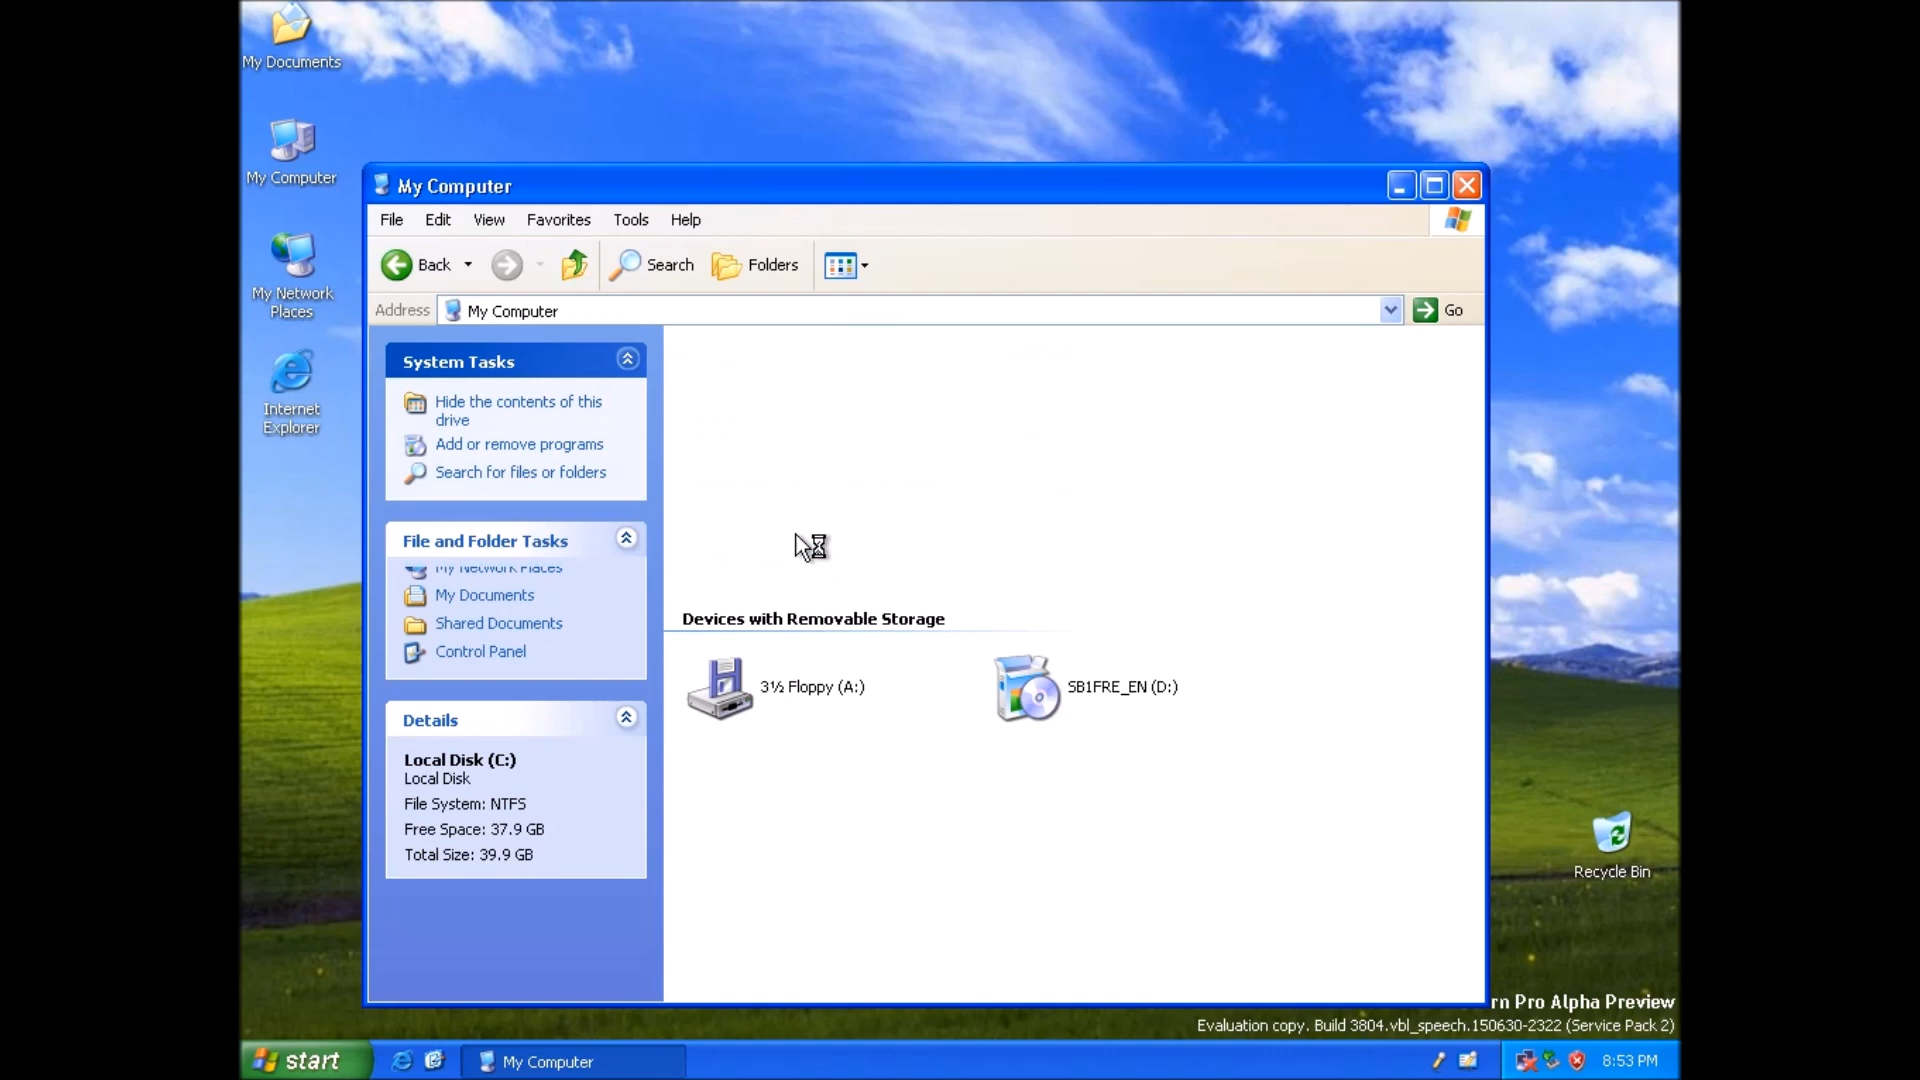 My Documents
My Computer
My Network
Places
Internet
Explorer
My Computer
File Edit View Favorites Tools Help
Back Search Folders
Address My Computer Go
System Tasks
Hide the contents of this
drive
Add or remove programs
Search for files or folders
File and Folder Tasks
My Network Places
My Documents
Shared Documents
Control Panel
Details
Local Disk (C:)
Local Disk
File System: NTFS
Free Space: 37.9 GB
Total Size: 39.9 GB
Devices with Removable Storage
3½ Floppy (A:)
SB1FRE_EN (D:)
Recycle Bin
rn Pro Alpha Preview
Evaluation copy. Build 3804.vbl_speech.150630-2322 (Service Pack 2)
start My Computer 8:53 PM